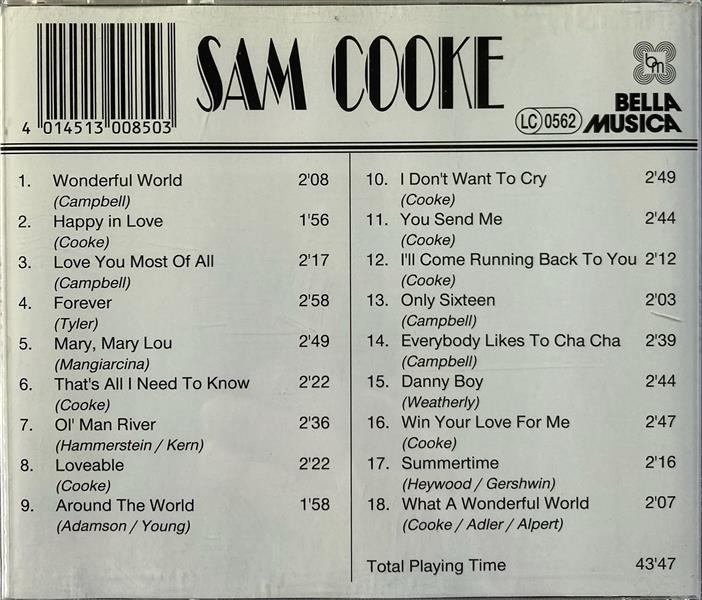 SAM COOKE
4 014513 008503
bm
LC 0562
BELLA
MUSICA
1. Wonderful World 2'08
(Campbell)
2. Happy in Love 1'56
(Cooke)
3. Love You Most Of All 2'17
(Campbell)
4. Forever 2'58
(Tyler)
5. Mary, Mary Lou 2'49
(Mangiarcina)
6. That's All I Need To Know 2'22
(Cooke)
7. Ol' Man River 2'36
(Hammerstein / Kern)
8. Loveable 2'22
(Cooke)
9. Around The World 1'58
(Adamson / Young)
10. I Don't Want To Cry 2'49
(Cooke)
11. You Send Me 2'44
(Cooke)
12. I'll Come Running Back To You 2'12
(Cooke)
13. Only Sixteen 2'03
(Campbell)
14. Everybody Likes To Cha Cha 2'39
(Campbell)
15. Danny Boy 2'44
(Weatherly)
16. Win Your Love For Me 2'47
(Cooke)
17. Summertime 2'16
(Heywood / Gershwin)
18. What A Wonderful World 2'07
(Cooke / Adler / Alpert)
Total Playing Time 43'47